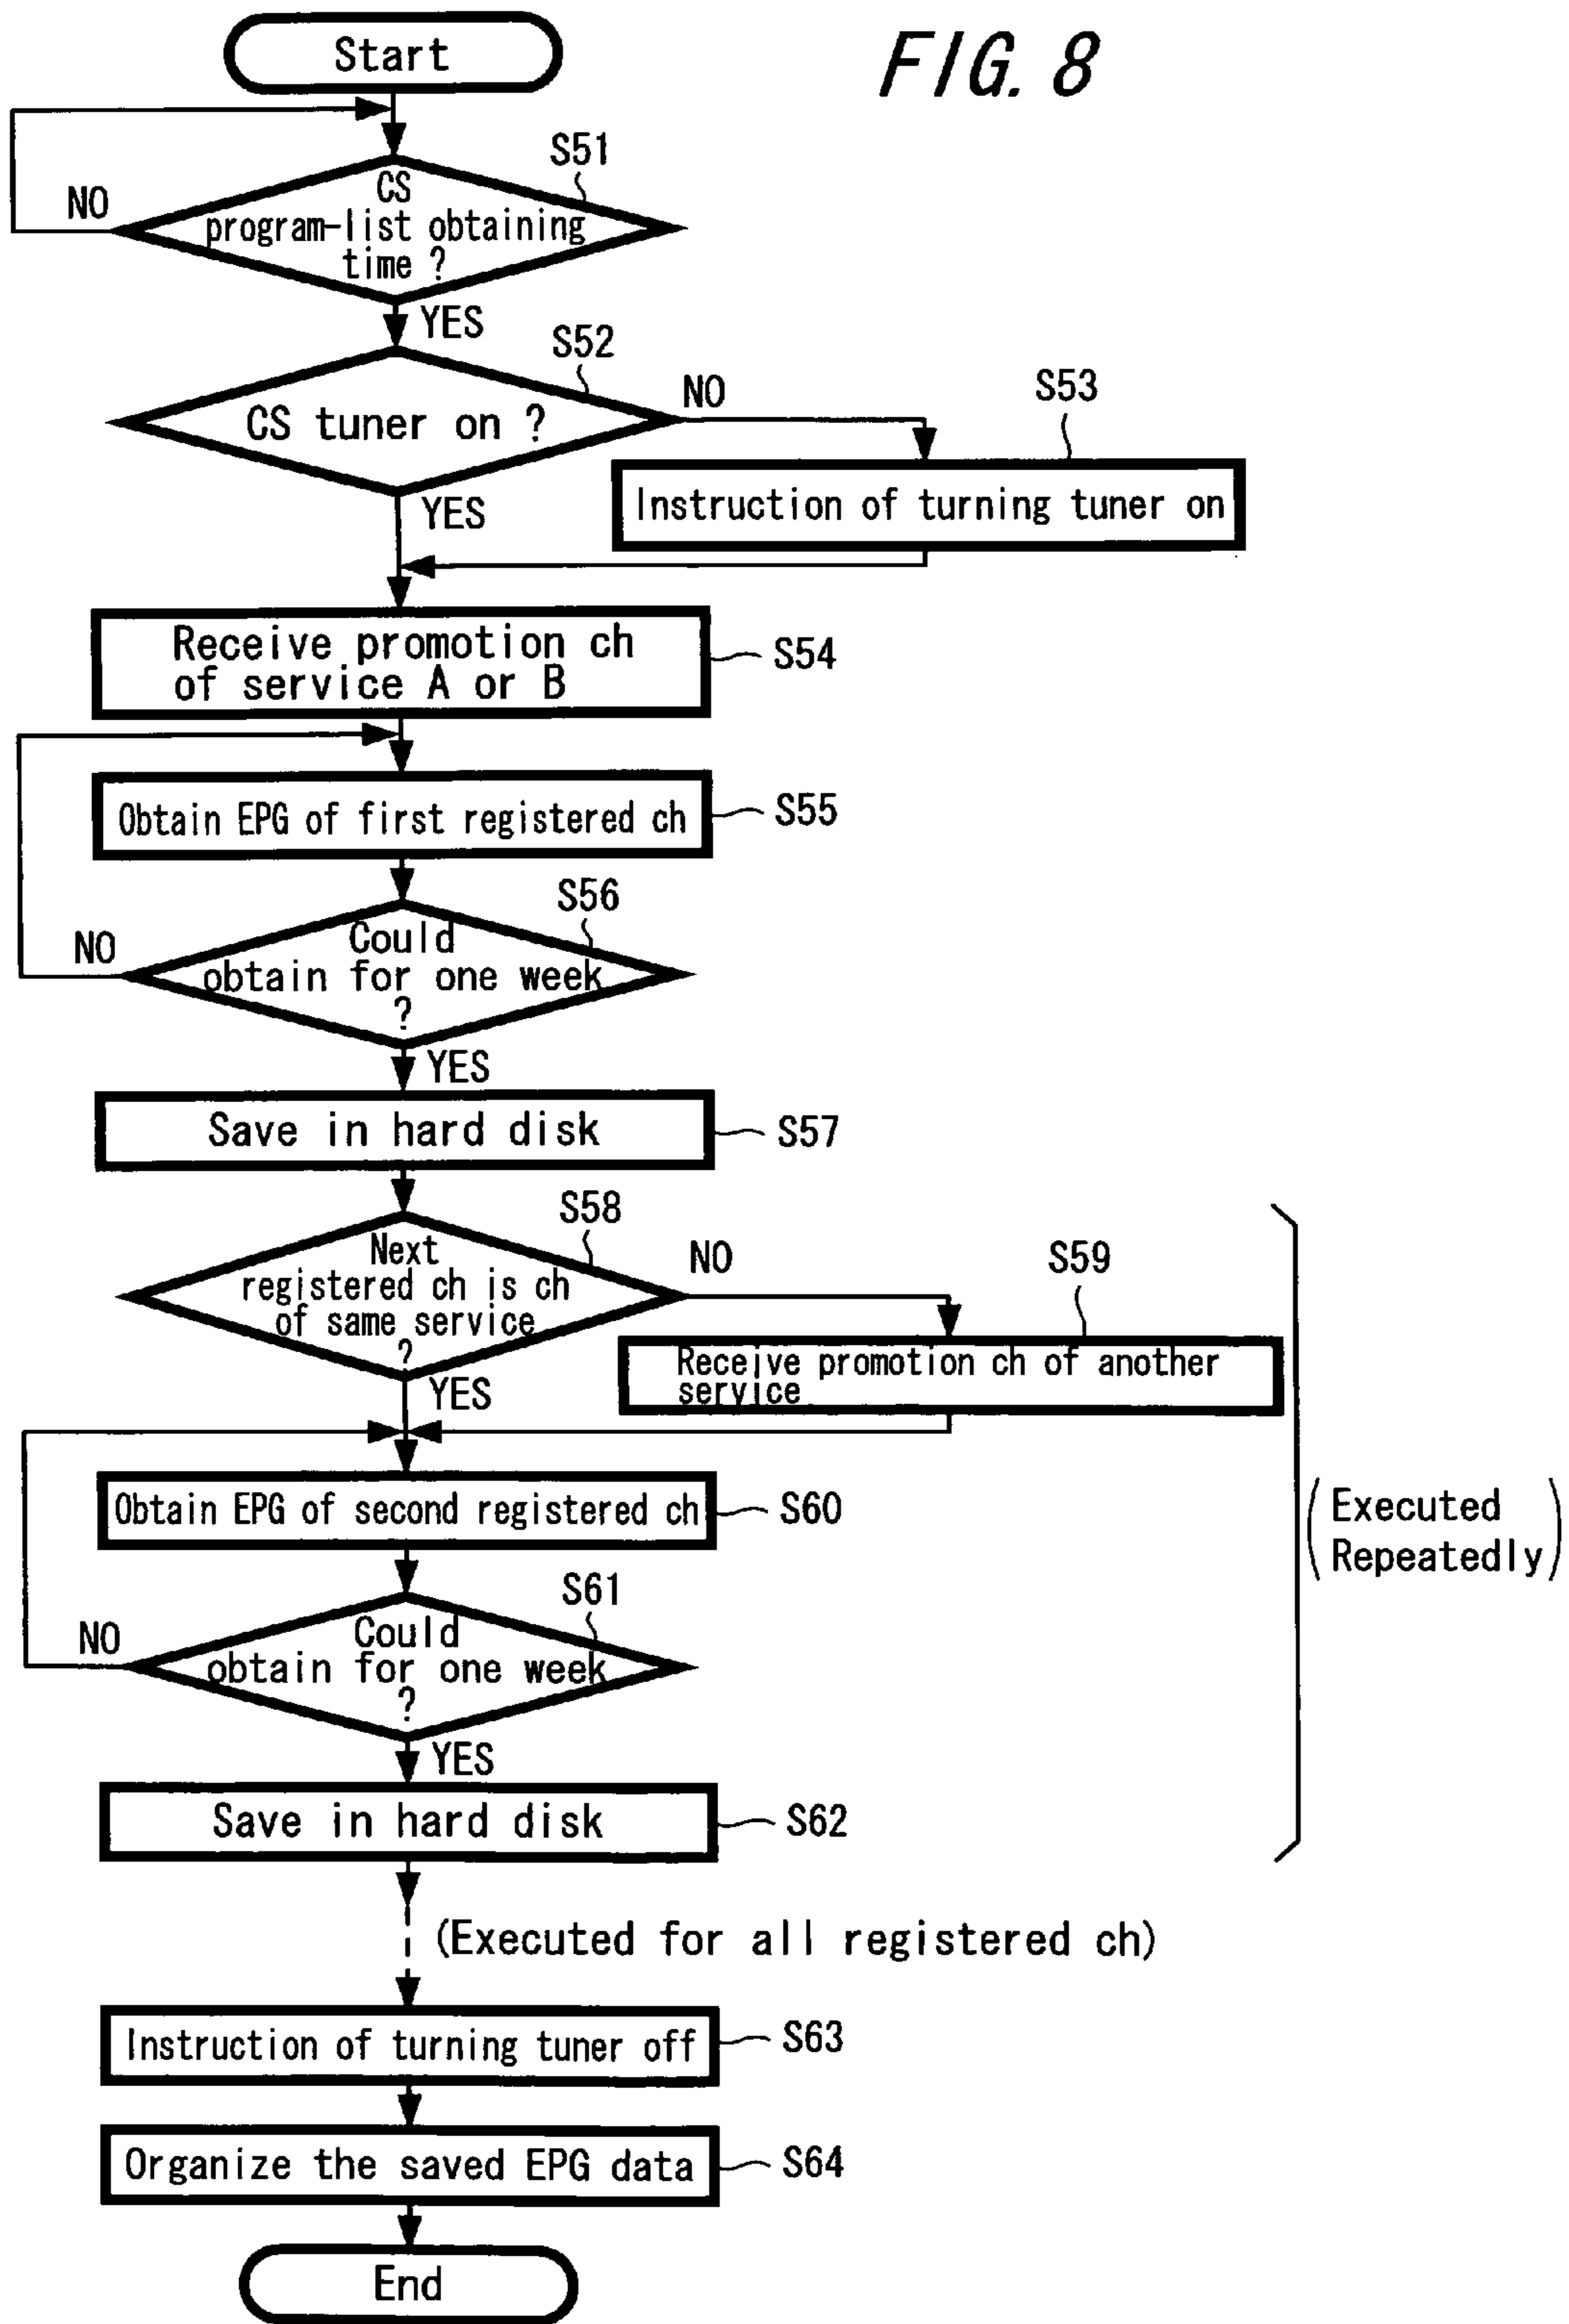 FIG. 8
Start
S51
CS
program-list obtaining
time ?
NO
YES
S52
CS tuner on ?
NO
S53
Instruction of turning tuner on
YES
Receive promotion ch
of service A or B
S54
Obtain EPG of first registered ch
S55
S56
Could
obtain for one week
?
NO
YES
Save in hard disk
S57
S58
Next
registered ch is ch
of same service
?
NO
S59
Receive promotion ch of another
service
YES
Obtain EPG of second registered ch
S60
S61
Could
obtain for one week
?
NO
YES
Save in hard disk
S62
(Executed
Repeatedly)
(Executed for all registered ch)
Instruction of turning tuner off
S63
Organize the saved EPG data
S64
End